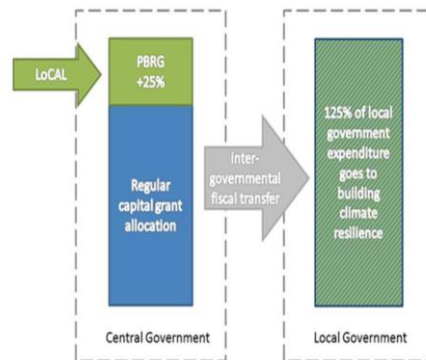 LoCAL
PBRG
+25%
Regular
capital grant
allocation
Inter-
governmental
fiscal transfer
125% of local
government
expenditure
goes to
building
climate
resilience
Central Government
Local Government